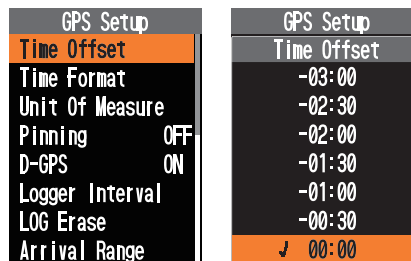 GPS Setup
Time Offset
Time Format
Unit Of Measure
Pinning OFF
D-GPS ON
Logger Interval
LOG Erase
Arrival Range
GPS Setup
Time Offset
-03:00
-02:30
-02:00
-01:30
-01:00
-00:30
✓ 00:00